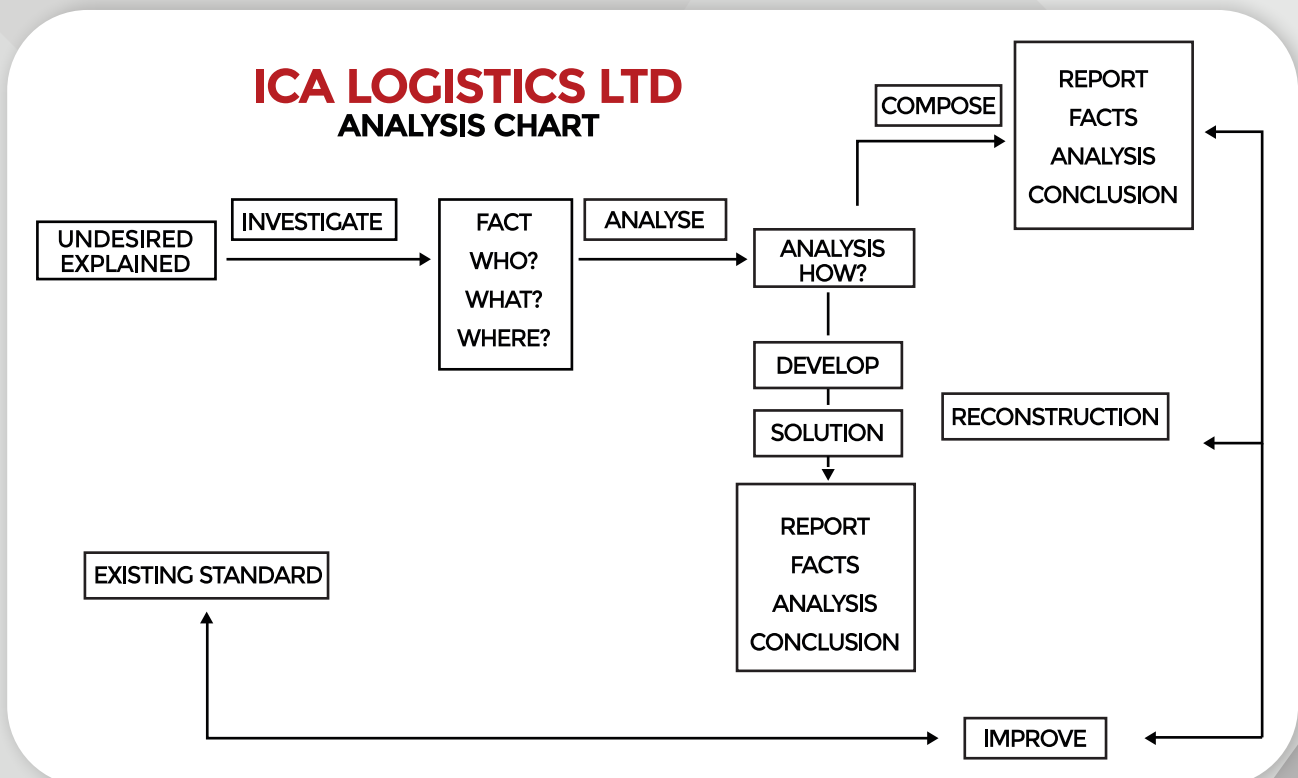 ICA LOGISTICS LTD
ANALYSIS CHART
UNDESIRED
EXPLAINED
INVESTIGATE
FACT
WHO?
WHAT?
WHERE?
ANALYSE
ANALYSIS
HOW?
COMPOSE
REPORT
FACTS
ANALYSIS
CONCLUSION
DEVELOP
SOLUTION
RECONSTRUCTION
REPORT
FACTS
ANALYSIS
CONCLUSION
EXISTING STANDARD
IMPROVE